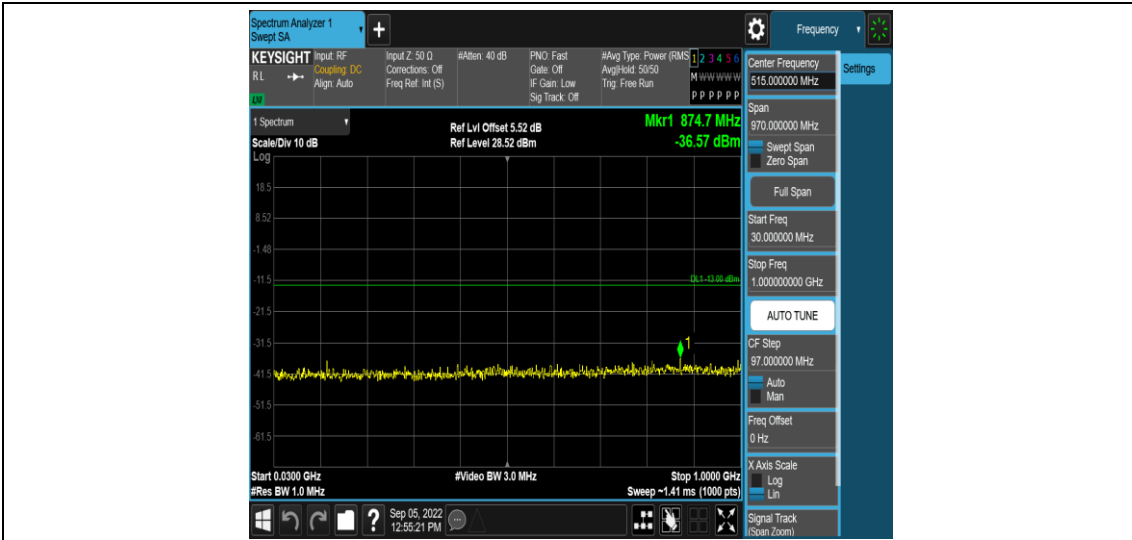 Spectrum Analyzer 1
Swept SA
+
Frequency
KEYSIGHT
RL
LW
Input: RF
Coupling: DC
Align: Auto
Input Z: 50 Ω
Corrections: Off
Freq Ref: Int (S)
#Atten: 40 dB
PNO: Fast
Gate: Off
IF Gain: Low
Sig Track: Off
#Avg Type: Power (RMS
Avg|Hold: 50/50
Trig: Free Run
1 2 3 4 5 6
M W W W W W
P P P P P P
1 Spectrum
Scale/Div 10 dB
Ref Lvl Offset 5.52 dB
Ref Level 28.52 dBm
Mkr1 874.7 MHz
-36.57 dBm
Log
18.5
8.52
-1.48
-11.5
-21.5
-31.5
-41.5
-51.5
-61.5
DL1 -13.00 dBm
1
Start 0.0300 GHz
#Res BW 1.0 MHz
#Video BW 3.0 MHz
Stop 1.0000 GHz
Sweep ~1.41 ms (1000 pts)
?
Sep 05, 2022
12:55:21 PM
Center Frequency
515.000000 MHz
Settings
Span
970.000000 MHz
Swept Span
Zero Span
Full Span
Start Freq
30.000000 MHz
Stop Freq
1.000000000 GHz
AUTO TUNE
CF Step
97.000000 MHz
Auto
Man
Freq Offset
0 Hz
X Axis Scale
Log
Lin
Signal Track
(Span Zoom)